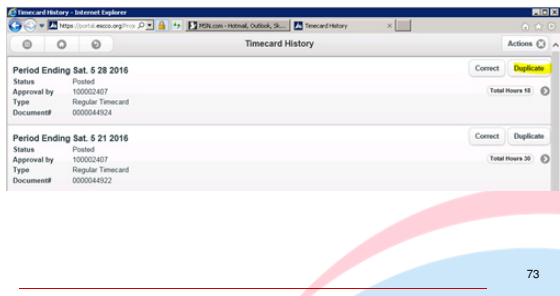 Timecard History - Internet Explorer
https://portal.escco.org/Prox
MSN.com - Hotmail, Outlook, Sk...
Timecard History
Timecard History
Actions
Period Ending Sat. 5 28 2016
Correct
Duplicate
Status Posted
Approval by 100002407
Total Hours 18
Type Regular Timecard
Document# 0000044924
Period Ending Sat. 5 21 2016
Correct
Duplicate
Status Posted
Approval by 100002407
Total Hours 30
Type Regular Timecard
Document# 0000044922
73